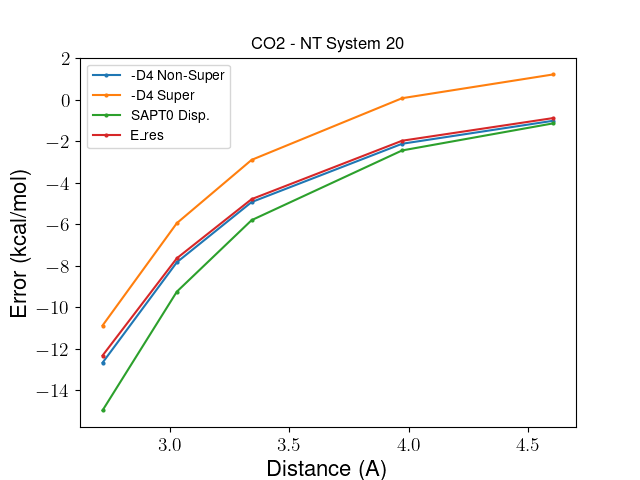 CO2 - NT System 20
2
0
−2
−4
−6
−8
−10
−12
−14
Error (kcal/mol)
-D4 Non-Super
-D4 Super
SAPT0 Disp.
E_res
3.0 3.5 4.0 4.5
Distance (A)